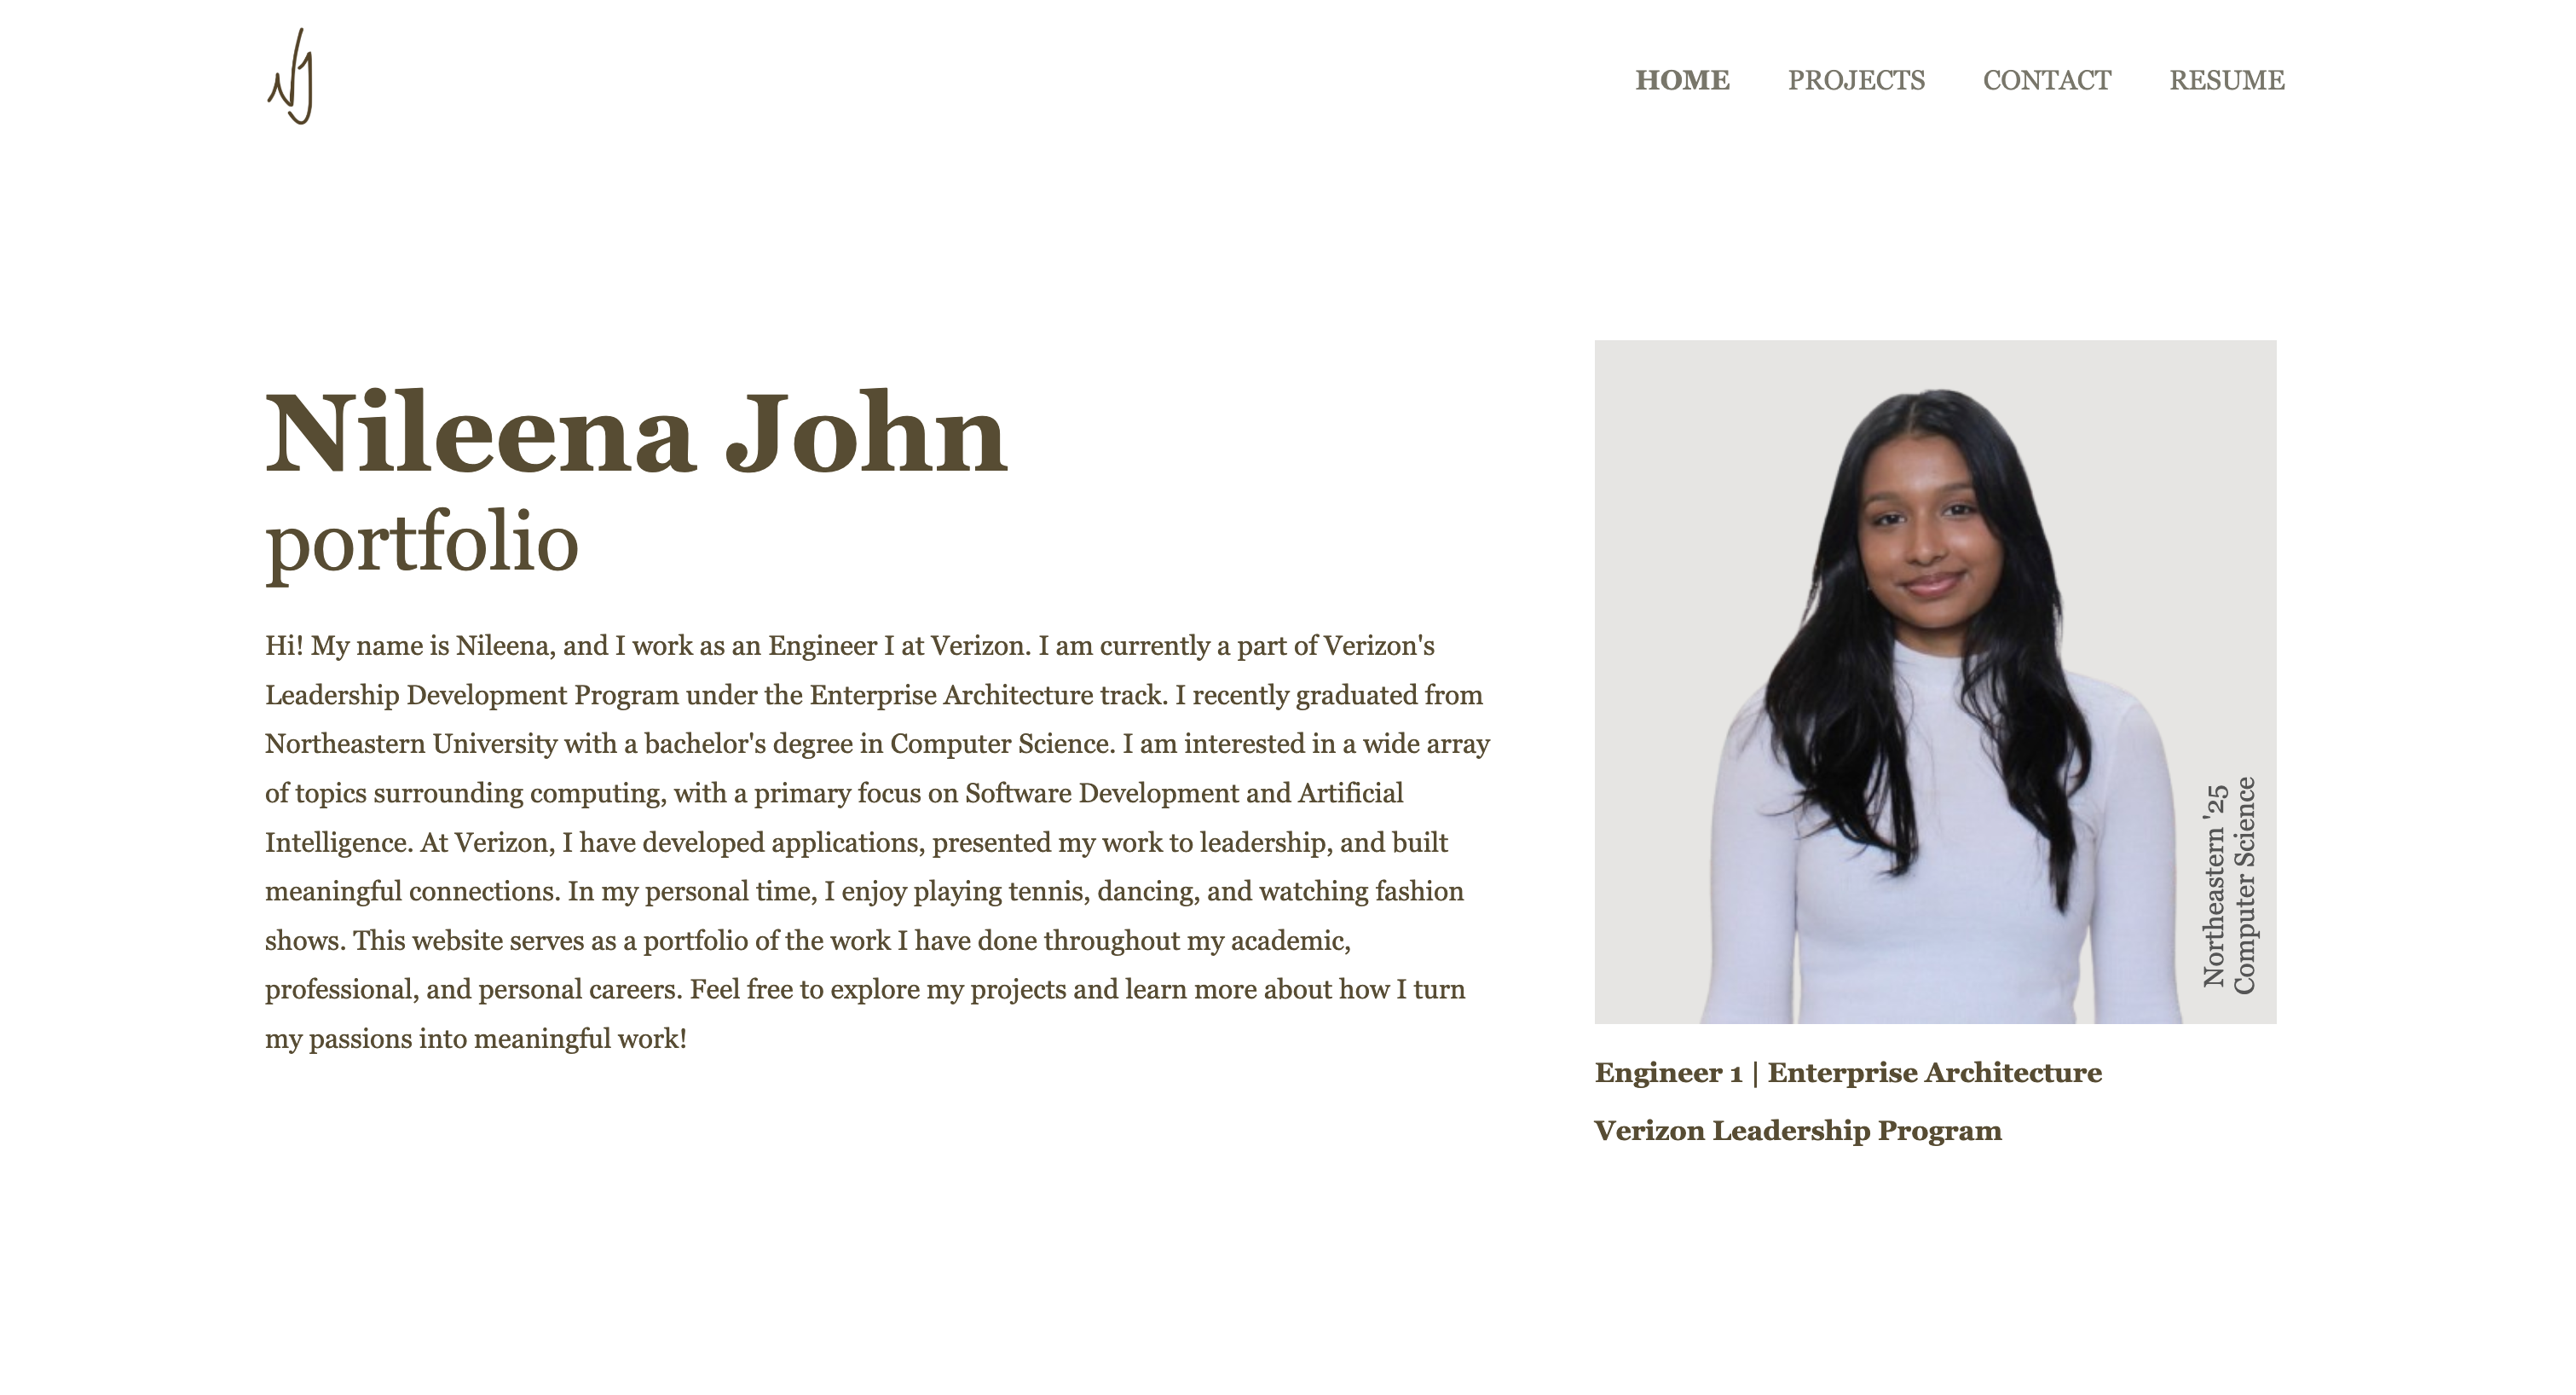 NJ
HOME PROJECTS CONTACT RESUME
Nileena John
portfolio
Hi! My name is Nileena, and I work as an Engineer I at Verizon. I am currently a part of Verizon's
Leadership Development Program under the Enterprise Architecture track. I recently graduated from
Northeastern University with a bachelor's degree in Computer Science. I am interested in a wide array
of topics surrounding computing, with a primary focus on Software Development and Artificial
Intelligence. At Verizon, I have developed applications, presented my work to leadership, and built
meaningful connections. In my personal time, I enjoy playing tennis, dancing, and watching fashion
shows. This website serves as a portfolio of the work I have done throughout my academic,
professional, and personal careers. Feel free to explore my projects and learn more about how I turn
my passions into meaningful work!
Northeastern '25
Computer Science
Engineer 1 | Enterprise Architecture
Verizon Leadership Program